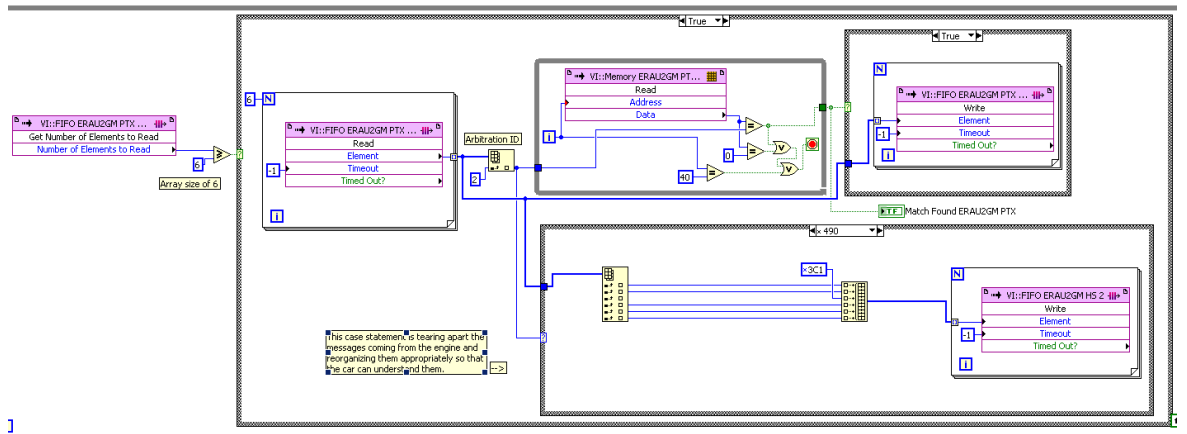 True
True
VI::FIFO ERAU2GM PTX ...
Get Number of Elements to Read
Number of Elements to Read
6
Array size of 6
6
N
VI::FIFO ERAU2GM PTX ...
Read
Element
Timeout
Timed Out?
-1
i
Arbitration ID
2
VI::Memory ERAU2GM PT...
Read
Address
Data
i
0
40
N
VI::FIFO ERAU2GM PTX ...
Write
Element
Timeout
Timed Out?
-1
i
TF
Match Found ERAU2GM PTX
x 490
x3C1
N
VI::FIFO ERAU2GM HS 2
Write
Element
Timeout
Timed Out?
-1
i
This case statement is tearing apart the
messages coming from the engine and
reorganizing them appropriately so that
the car can understand them.
-->